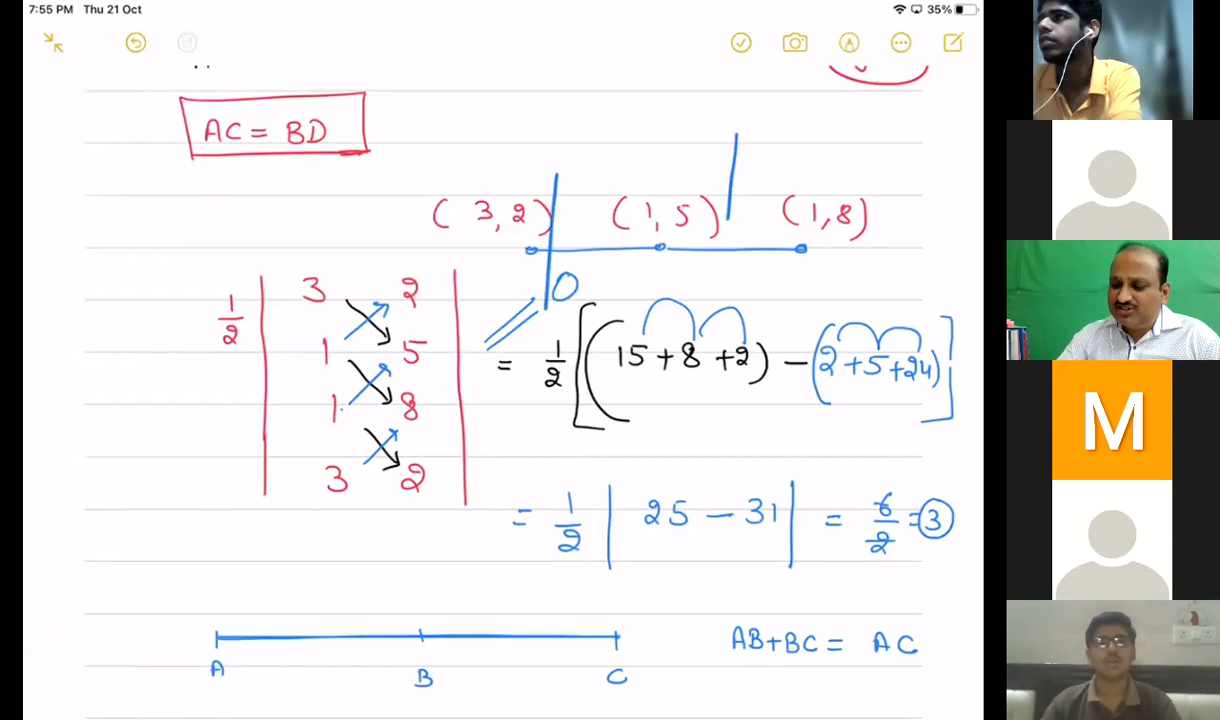 7:55 PM Thu 21 Oct
35%
AC = BD
( 3, 2) (1, 5) (1, 8)
0
1/2 | 3 2
1 5
1 8
3 2 |
= 1/2 [(15 + 8 + 2) − (2 + 5 + 24)]
= 1/2 | 25 − 31 | = 6/2 = 3
AB + BC = AC
A B C
M